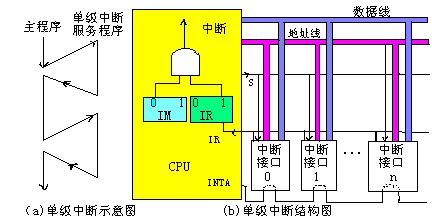 主程序
单级中断
服务程序
(a)单级中断示意图
中断
0 1
0 1
IM
IR
CPU
IR
INTA
S
数据线
地址线
中断
接口
0
中断
接口
1
...
中断
接口
n
(b)单级中断结构图